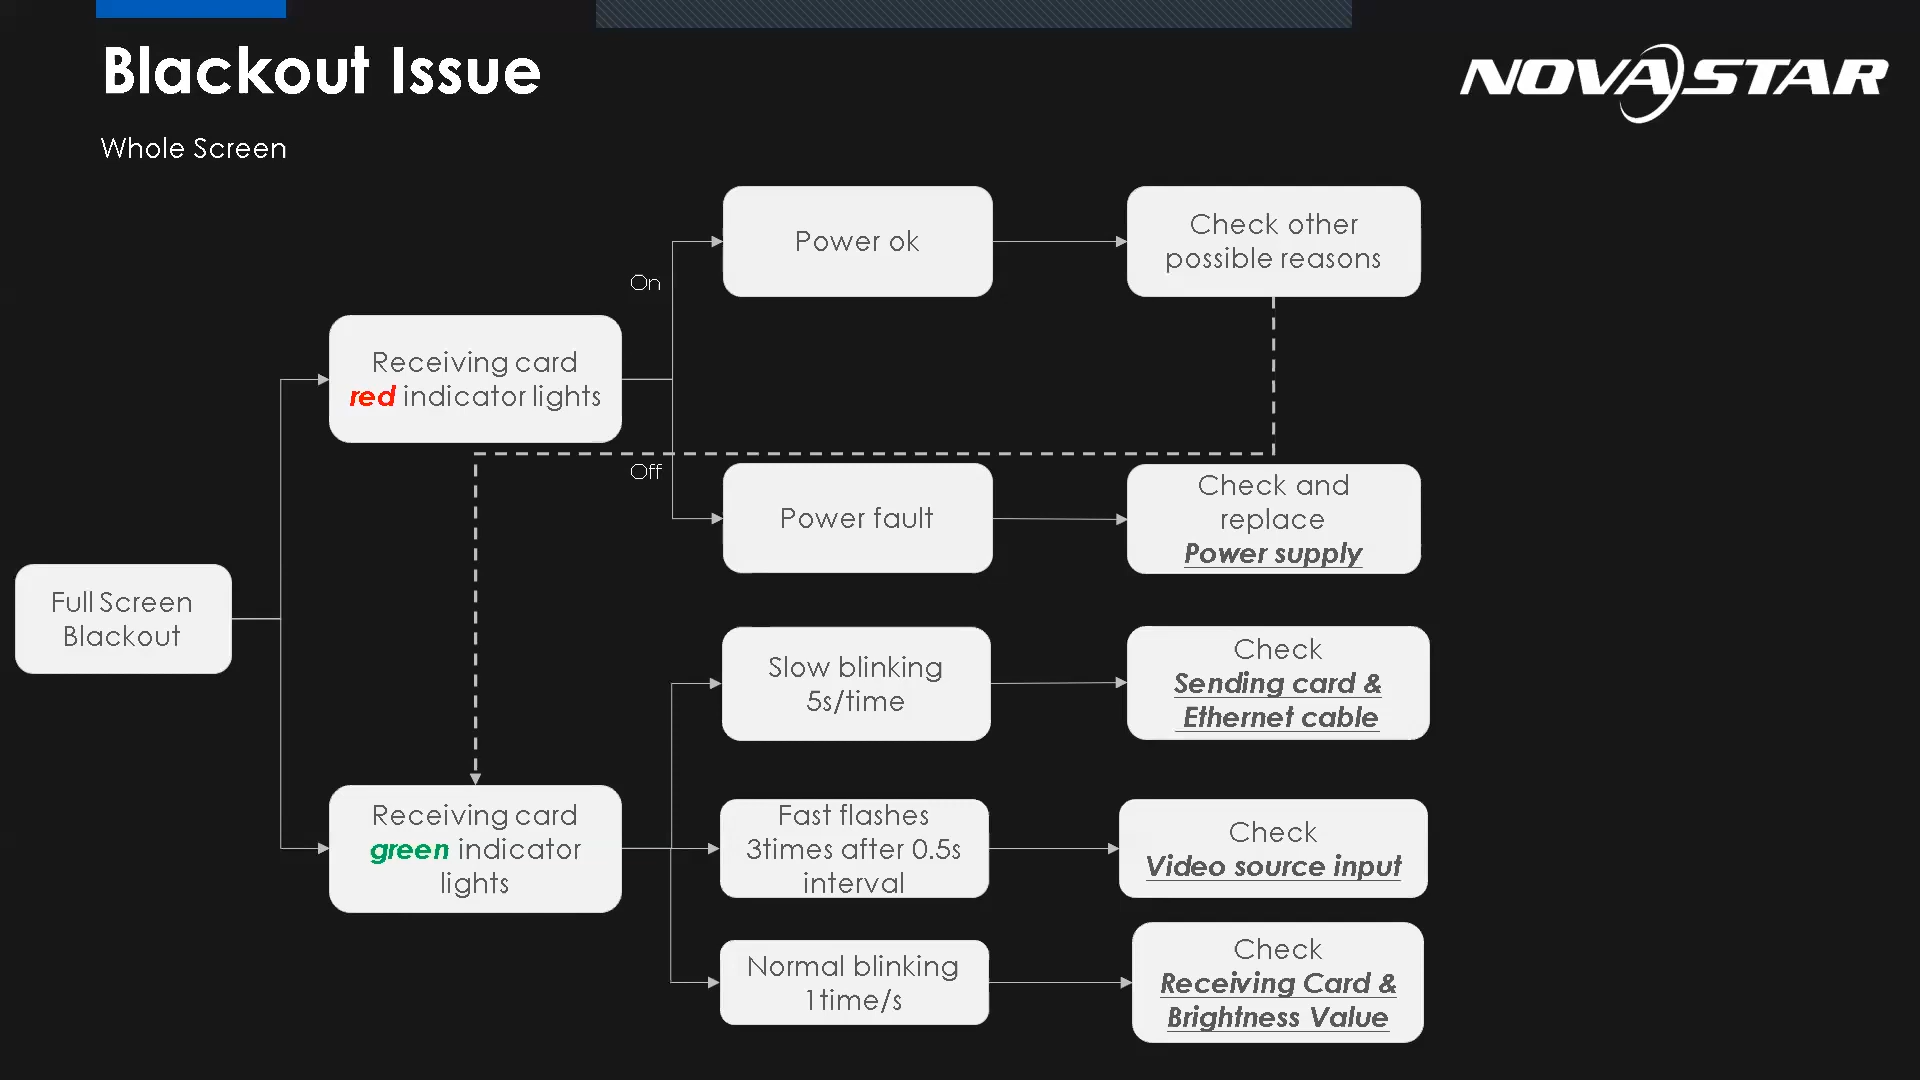 Blackout Issue
NOVASTAR
Whole Screen
Power ok
Check other
possible reasons
On
Receiving card
red indicator lights
Off
Power fault
Check and
replace
Power supply
Full Screen
Blackout
Slow blinking
5s/time
Check
Sending card &
Ethernet cable
Receiving card
green indicator
lights
Fast flashes
3times after 0.5s
interval
Check
Video source input
Normal blinking
1time/s
Check
Receiving Card &
Brightness Value